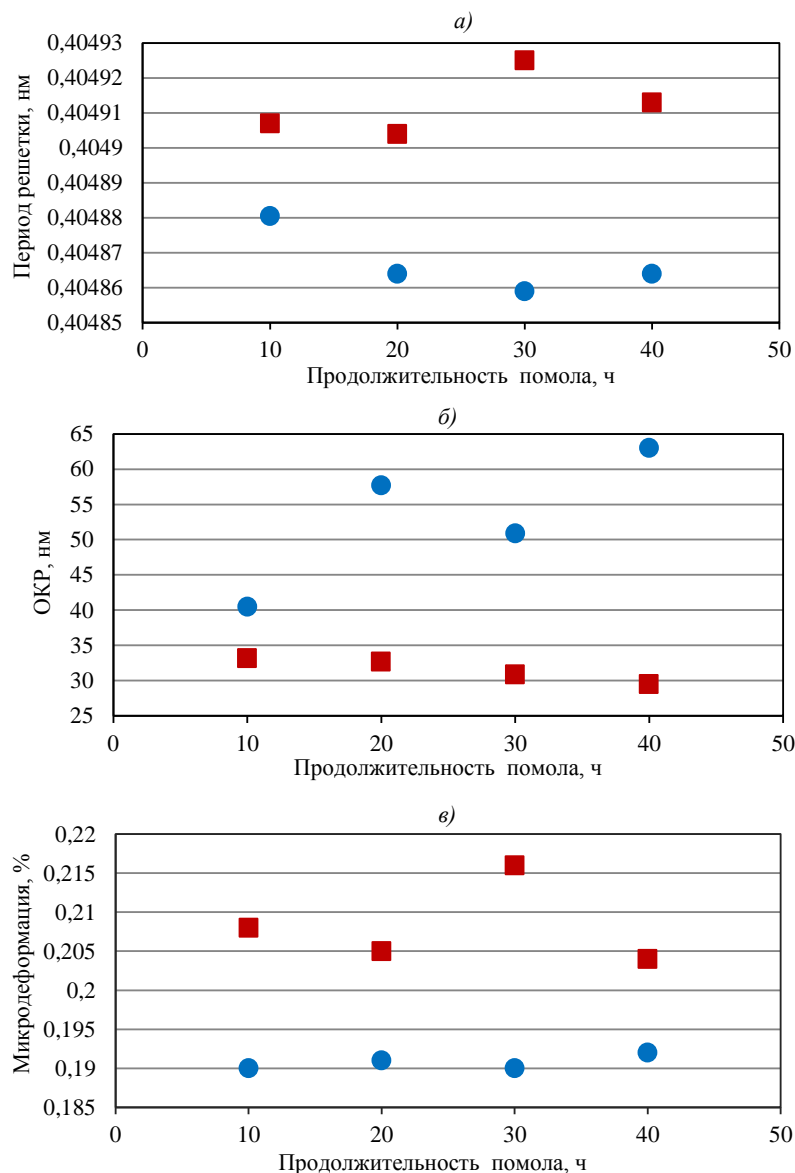 а)
Период решетки, нм
0,40493
0,40492
0,40491
0,4049
0,40489
0,40488
0,40487
0,40486
0,40485
0 10 20 30 40 50
Продолжительность помола, ч
б)
ОКР, нм
65
60
55
50
45
40
35
30
25
0 10 20 30 40 50
Продолжительность помола, ч
в)
Микродеформация, %
0,22
0,215
0,21
0,205
0,2
0,195
0,19
0,185
0 10 20 30 40 50
Продолжительность помола, ч